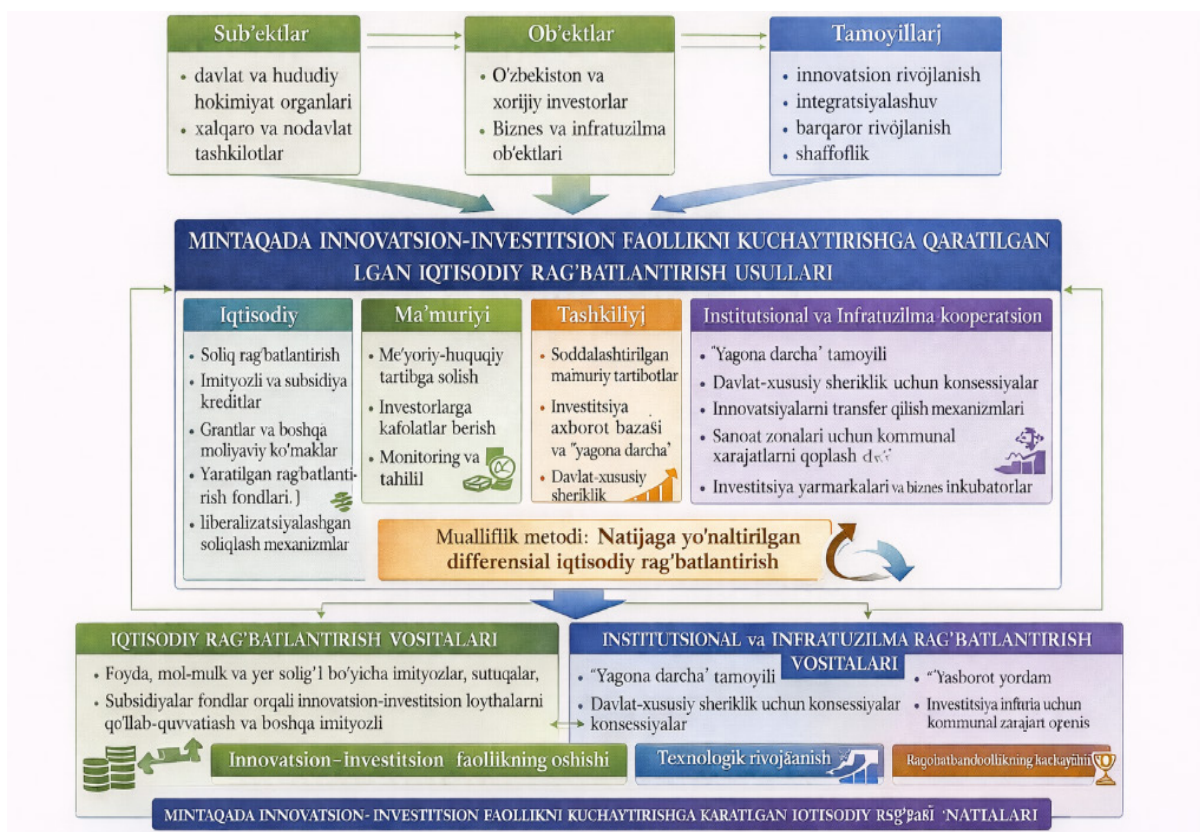 Sub'ektlar
• davlat va hududiy
hokimiyat organlari
• xalqaro va nodavlat
tashkilotlar
Ob'ektlar
• O'zbekiston va
xorijiy investorlar
• Biznes va infratuzilma
ob'ektlari
Tamoyillarj
• innovatsion rivòjlanish
• integratsiyalashuv
• barqaror rivòjlanish
• shaffoflik
MINTAQADA INNOVATSION-INVESTITSION FAOLLIKNI KUCHAYTIRISHGA QARATILGAN
LGAN IQTISODIY RAG'BATLANTIRISH USULLARI
Iqtisodiy
• Soliq rag'batlantirish
• Imityozli va subsidiya
kreditlar
• Grantlar va boshqa
moliyaviy ko'maklar
• Yaratilgan rag'batlanti-
rish fondlari. J
• liberalizatsiyalashgan
soliqlash mexanizmlar
Ma'muriyi
• Me'yoriy-huquqiy
tartibga solish
• Investorlarga
kafolatlar berish
• Monitoring va
tahilil
Tashkiliyj
• Soddalashtirilgan
mamuriy tartibotlar
• Investitsiya
axborot bazasi
va "yagona darcha'
• Davlat-xususiy
sheriklik
Institutsional va Infratuzilma kooperatsion
• "Yagona darcha' tamoyili
• Davlat-xususiy sheriklik uchun konsessiyalar
• Innovatsiyalarni transfer qilish mexanizmlari
• Sanoat zonalari uchun kommunal
xarajatlarni qoplash
• Investitsiya yarmarkalari va biznes inkubatorlar
Mualliflik metodi: Natijaga yo'naltirilgan
differensial iqtisodiy rag'batlantirish
IQTISODIY RAG'BATLANTIRISH VOSITALARI
• Foyda, mol-mulk va yer solig'l bo'yicha imityozlar, sutuqalar,
• Subsidiyalar fondlar orqali innovatsion-investitsion loythalarni
qo'llab-quvvatiash va boshqa imityozli
INSTITUTSIONAL va INFRATUZILMA RAG'BATLANTIRISH
VOSITALARI
• "Yagona darcha' tamoyili
• Davlat-xususiy sheriklik uchun konsessiyalar
konsessiyalar
• "Yasborot yordam
• Investitsiya uchun
kommunal zarajart
Innovatsion-investitsion faollikning oshishi
Texnologik
MINTAQADA INNOVATSION- INVESTITSION FAOLLIKNI KUCHAYTIRISHGA KARATLGAN IOTISODIY